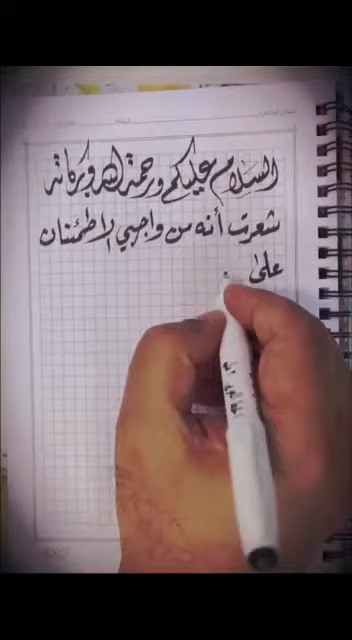 السلام عليكم ورحمة الله وبركاته
شعرت أنه من واجبي الاطمئنان
على